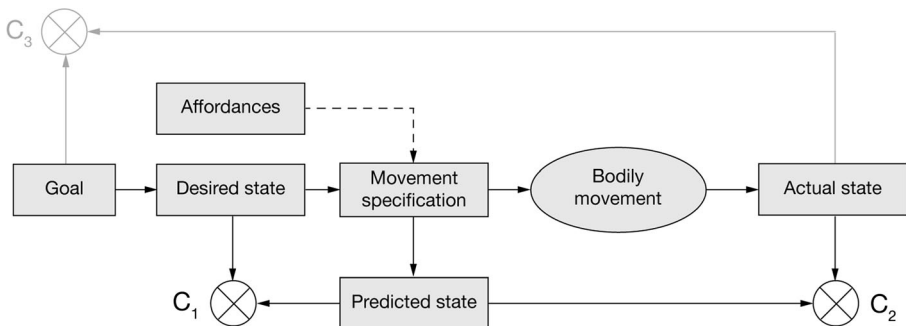 C3
Affordances
Goal
Desired state
Movement
specification
Bodily
movement
Actual state
C1
Predicted state
C2